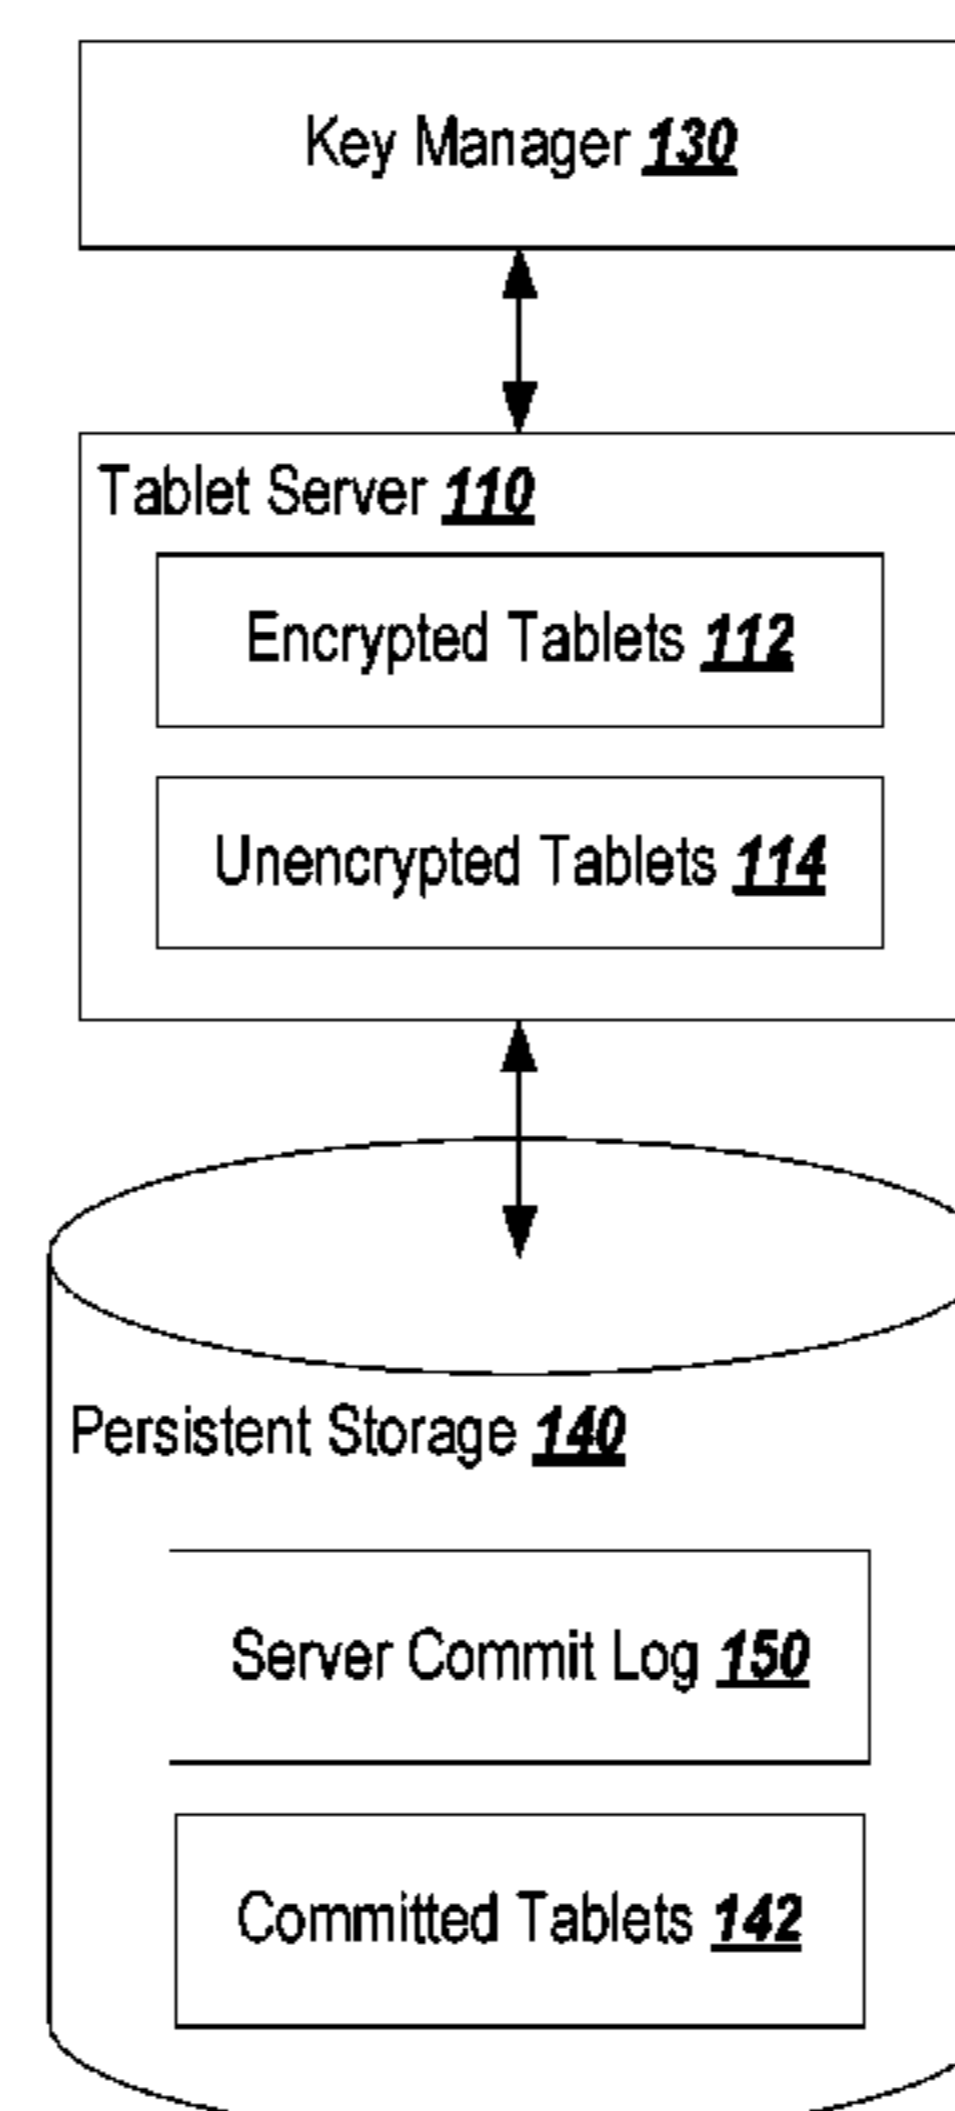 Key Manager 130
Tablet Server 110
Encrypted Tablets 112
Unencrypted Tablets 114
Persistent Storage 140
Server Commit Log 150
Committed Tablets 142